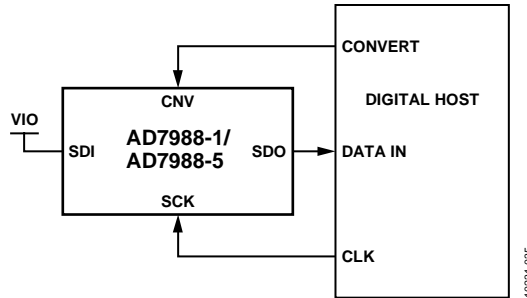 CONVERT
CNV
DIGITAL HOST
VIO
SDI
AD7988-1/
AD7988-5
SDO
DATA IN
SCK
CLK